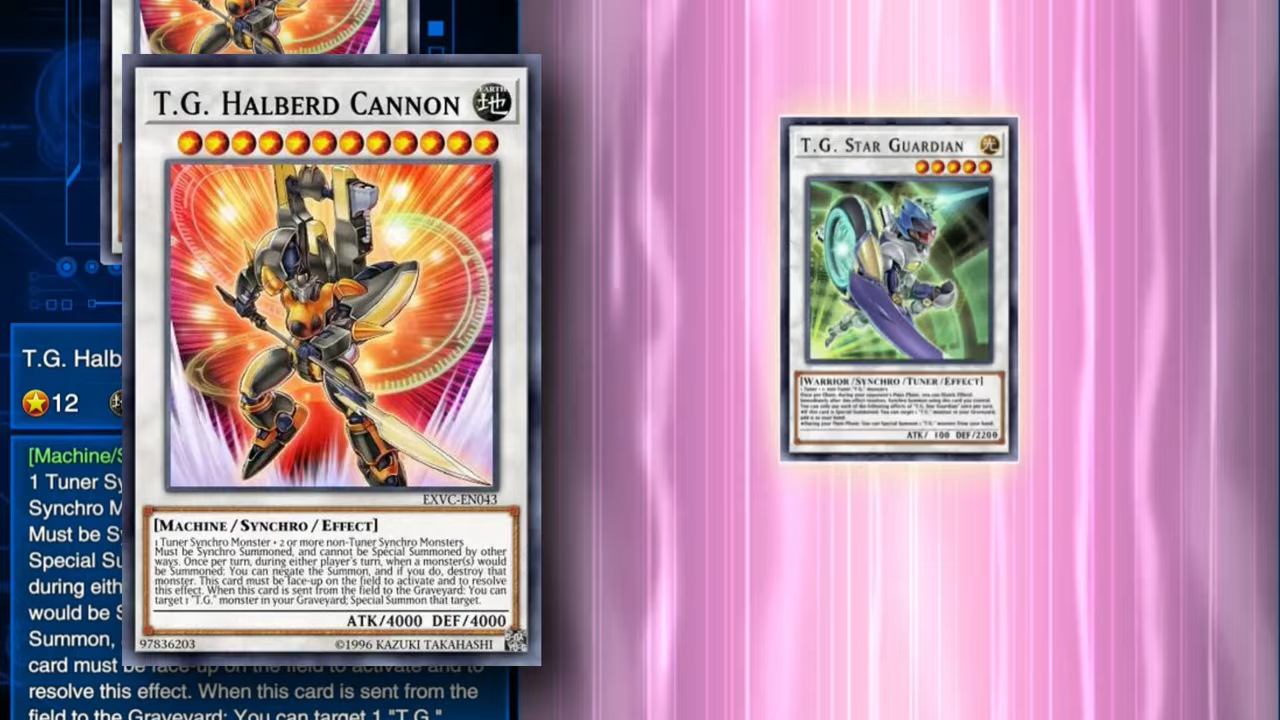 T.G. HALBERD CANNON
EARTH
地
EXVC-EN043
[MACHINE / SYNCHRO / EFFECT]
1 Tuner Synchro Monster + 2 or more non-Tuner Synchro Monsters
Must be Synchro Summoned, and cannot be Special Summoned by other
ways. Once per turn, during either player's turn, when a monster(s) would
be Summoned: You can negate the Summon, and if you do, destroy that
monster. This card must be face-up on the field to activate and to resolve
this effect. When this card is sent from the field to the Graveyard: You can
target 1 "T.G." monster in your Graveyard; Special Summon that target.
ATK/4000 DEF/4000
97836203
©1996 KAZUKI TAKAHASHI
T.G. Halb
12
[Machine/S
1 Tuner Sy
Synchro M
Must be Sy
Special Su
during eith
would be S
Summon,
card must be face-up on the field to activate and to
resolve this effect. When this card is sent from the
field to the Graveyard: You can target 1 "T.G."
T.G. STAR GUARDIAN
光
[WARRIOR/SYNCHRO/TUNER/EFFECT]
1 Tuner + 1+ non-Tuner "T.G." monsters
ATK/ 100 DEF/2200